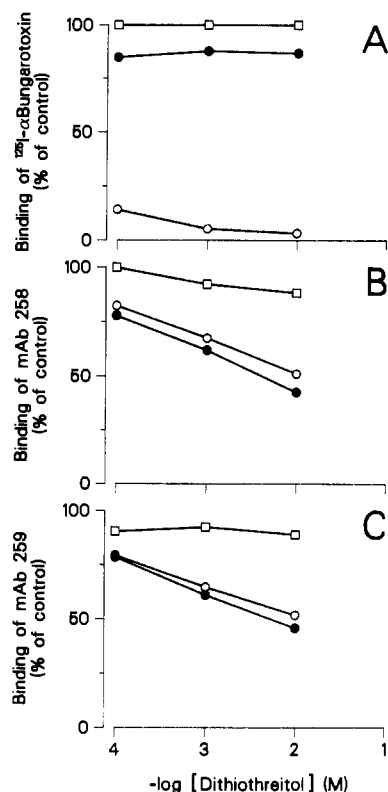 100
50
0
Binding of ¹²⁵I-αBungarotoxin
(% of control)
A
100
50
0
Binding of mAb 258
(% of control)
B
100
50
0
Binding of mAb 259
(% of control)
C
4 3 2 1
-log [Dithiothreitol] (M)